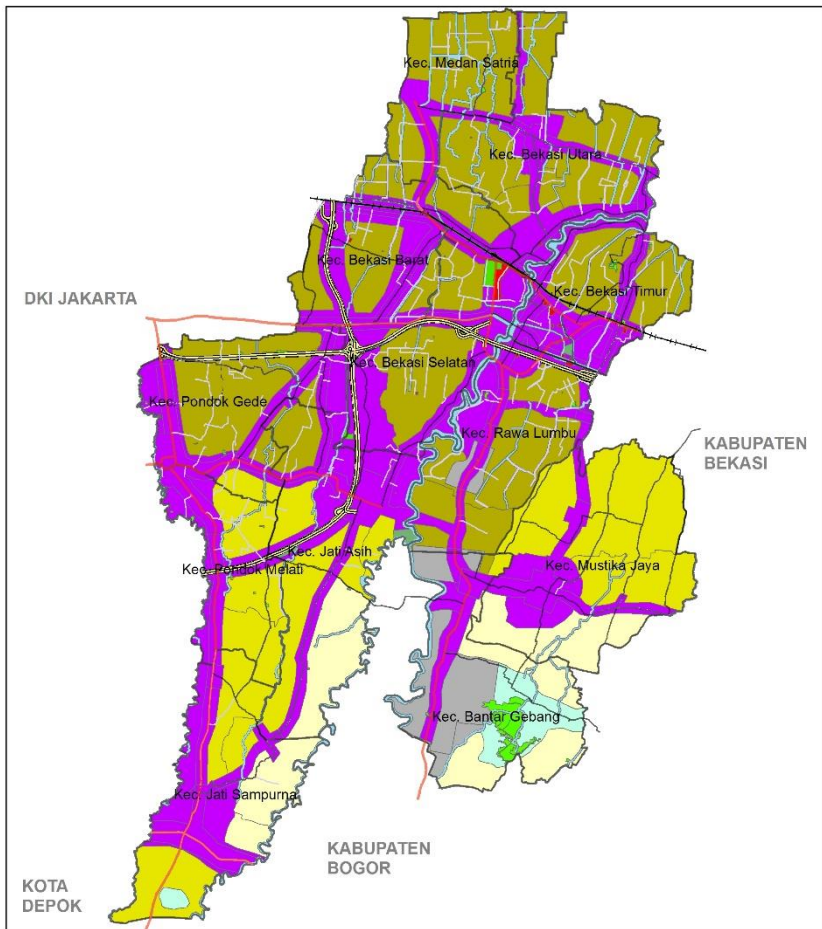 Kec. Medan Satria
Kec. Bekasi Utara
Kec. Bekasi Barat
Kec. Bekasi Timur
DKI JAKARTA
Kec. Bekasi Selatan
Kec. Pondok Gede
Kec. Rawa Lumbu
KABUPATEN
BEKASI
Kec. Jati Asih
Kec. Pondok Melati
Kec. Mustika Jaya
Kec. Bantar Gebang
Kec. Jati Sampurna
KABUPATEN
BOGOR
KOTA
DEPOK